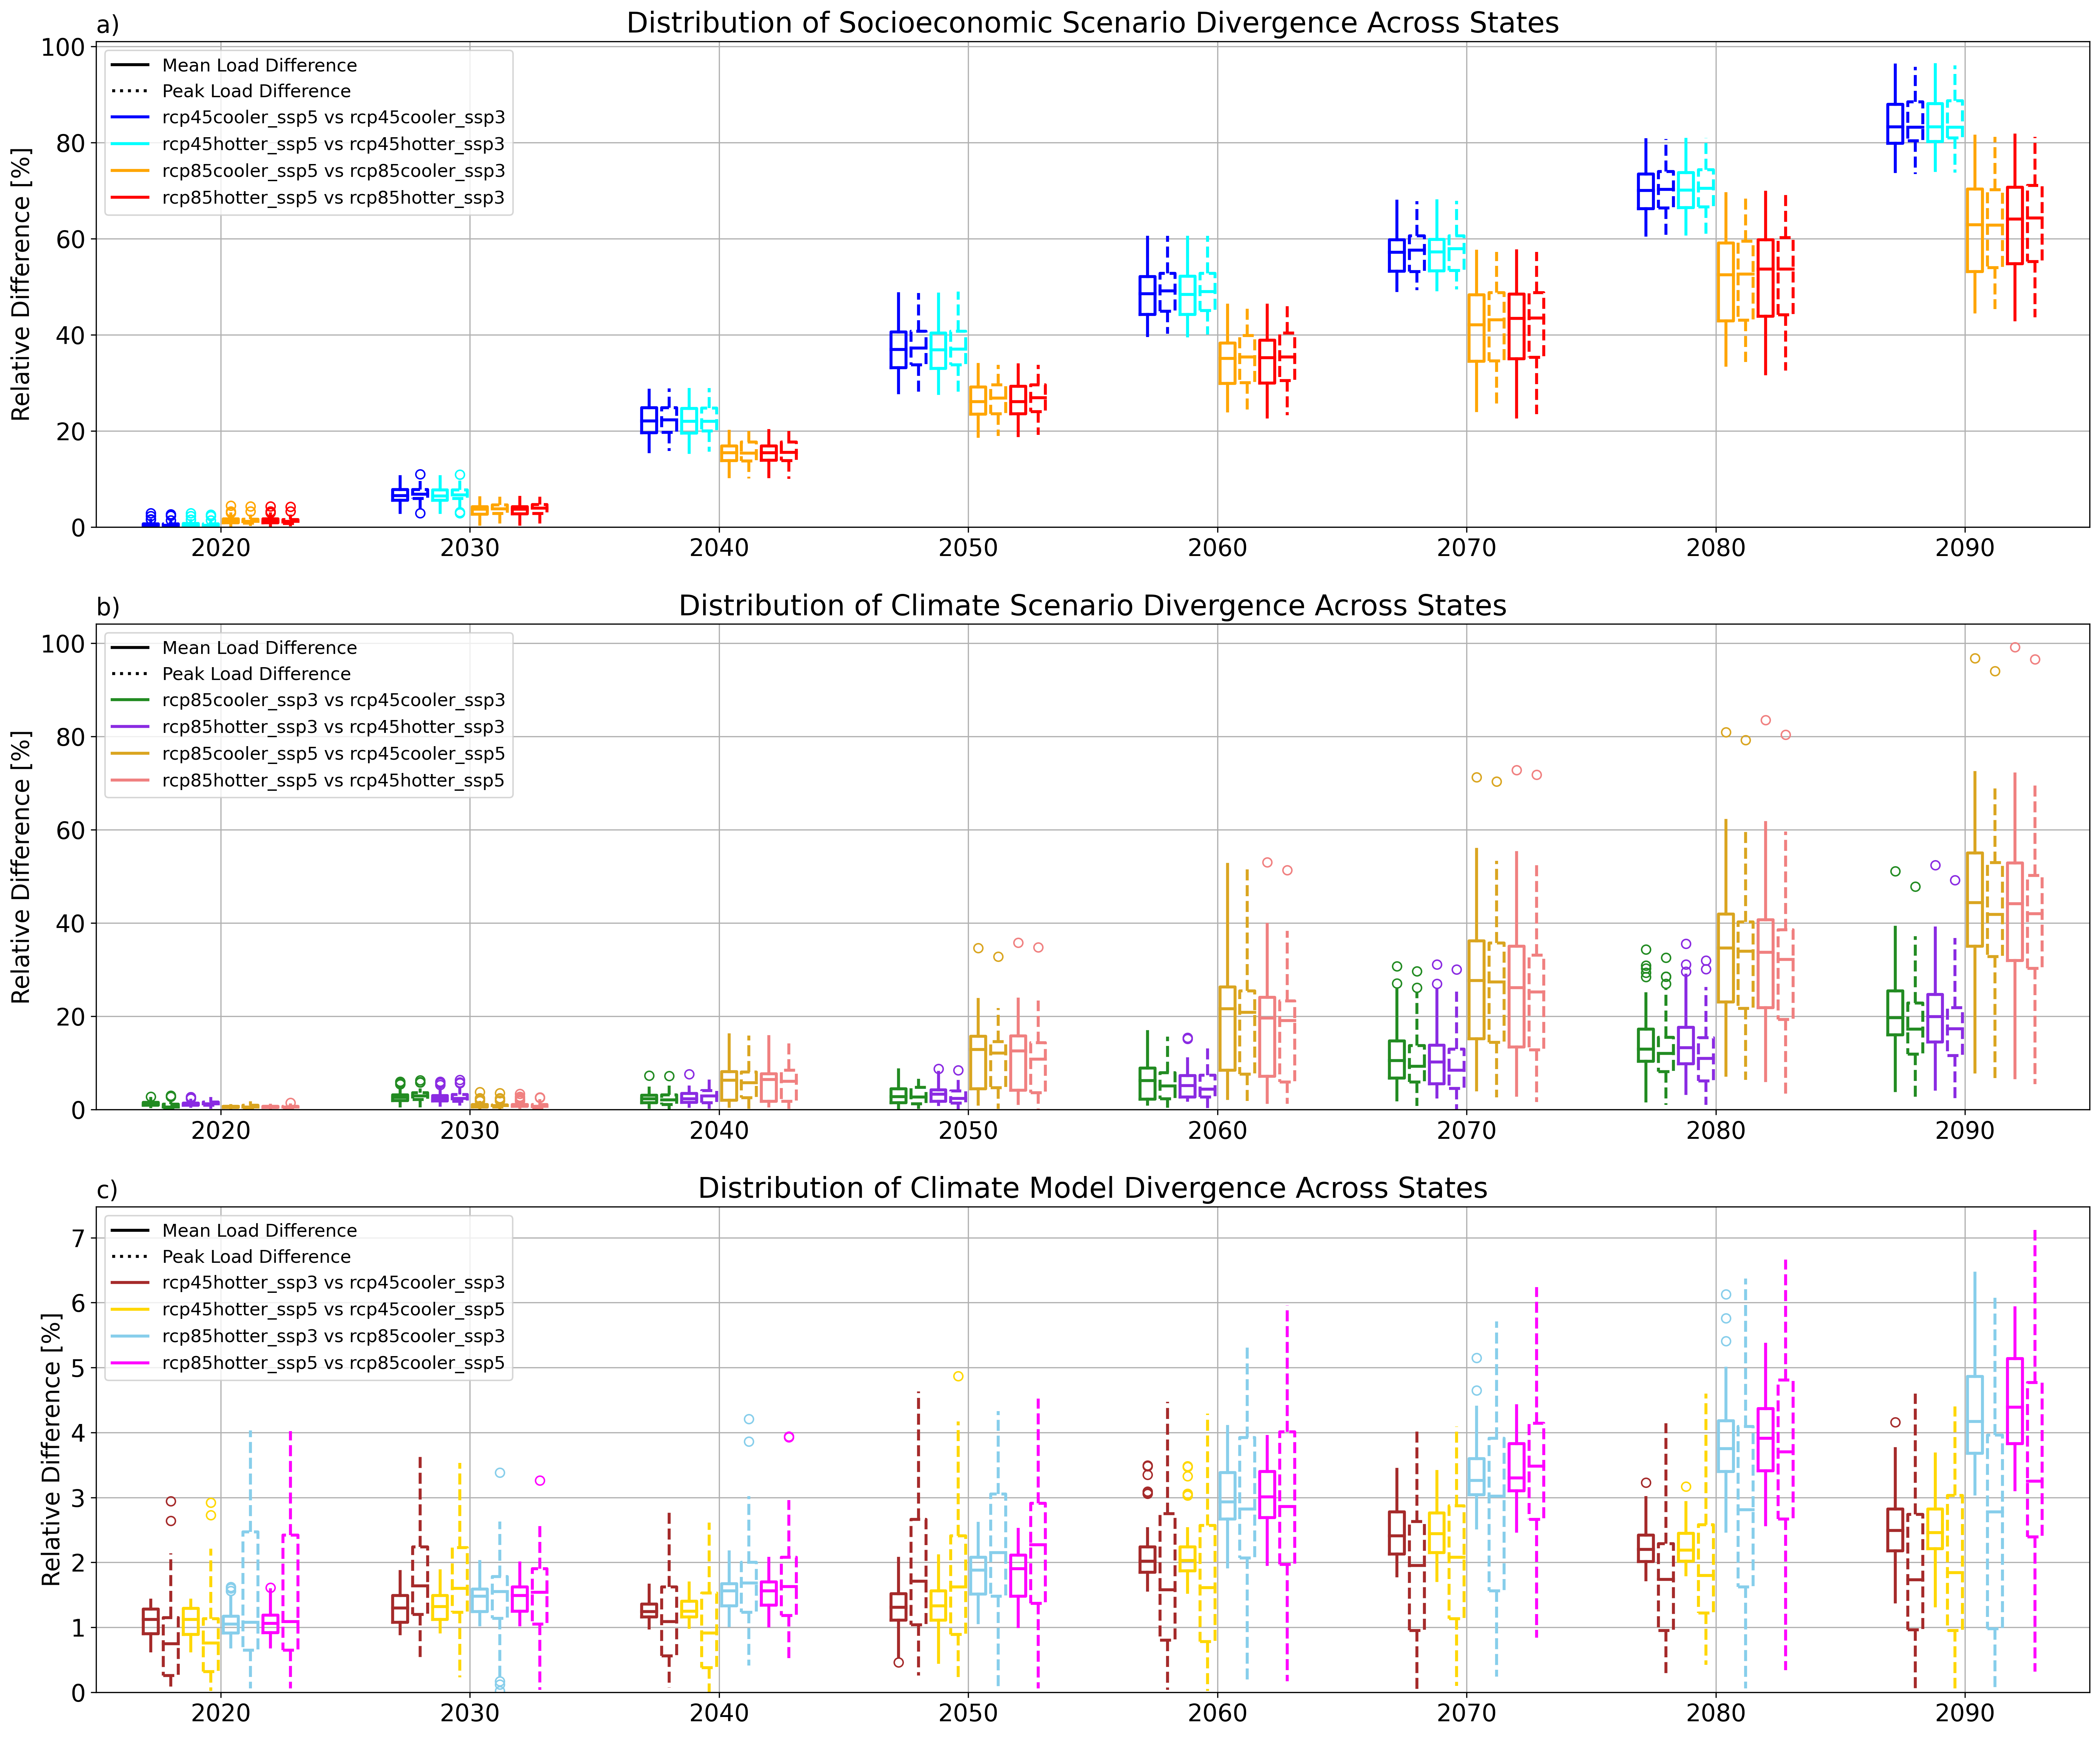 a)
Distribution of Socioeconomic Scenario Divergence Across States
Relative Difference [%]
100
80
60
40
20
0
Mean Load Difference
Peak Load Difference
rcp45cooler_ssp5 vs rcp45cooler_ssp3
rcp45hotter_ssp5 vs rcp45hotter_ssp3
rcp85cooler_ssp5 vs rcp85cooler_ssp3
rcp85hotter_ssp5 vs rcp85hotter_ssp3
2020 2030 2040 2050 2060 2070 2080 2090
b)
Distribution of Climate Scenario Divergence Across States
Relative Difference [%]
100
80
60
40
20
0
Mean Load Difference
Peak Load Difference
rcp85cooler_ssp3 vs rcp45cooler_ssp3
rcp85hotter_ssp3 vs rcp45hotter_ssp3
rcp85cooler_ssp5 vs rcp45cooler_ssp5
rcp85hotter_ssp5 vs rcp45hotter_ssp5
2020 2030 2040 2050 2060 2070 2080 2090
c)
Distribution of Climate Model Divergence Across States
Relative Difference [%]
7
6
5
4
3
2
1
0
Mean Load Difference
Peak Load Difference
rcp45hotter_ssp3 vs rcp45cooler_ssp3
rcp45hotter_ssp5 vs rcp45cooler_ssp5
rcp85hotter_ssp3 vs rcp85cooler_ssp3
rcp85hotter_ssp5 vs rcp85cooler_ssp5
2020 2030 2040 2050 2060 2070 2080 2090